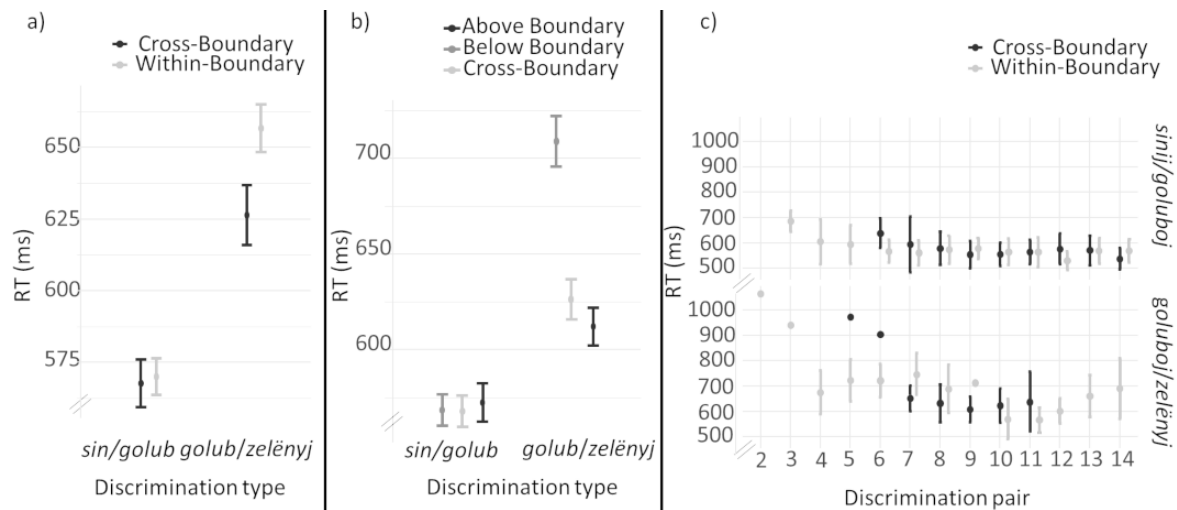 a)
Cross-Boundary
Within-Boundary
650
625
600
575
RT (ms)
sin/golub golub/zelënyj
Discrimination type
b)
Above Boundary
Below Boundary
Cross-Boundary
700
650
600
RT (ms)
sin/golub golub/zelënyj
Discrimination type
c)
Cross-Boundary
Within-Boundary
1000
900
800
700
600
500
sinij/goluboj
RT (ms)
1000
900
800
700
600
500
goluboj/zelënyj
2 3 4 5 6 7 8 9 10 11 12 13 14
Discrimination pair